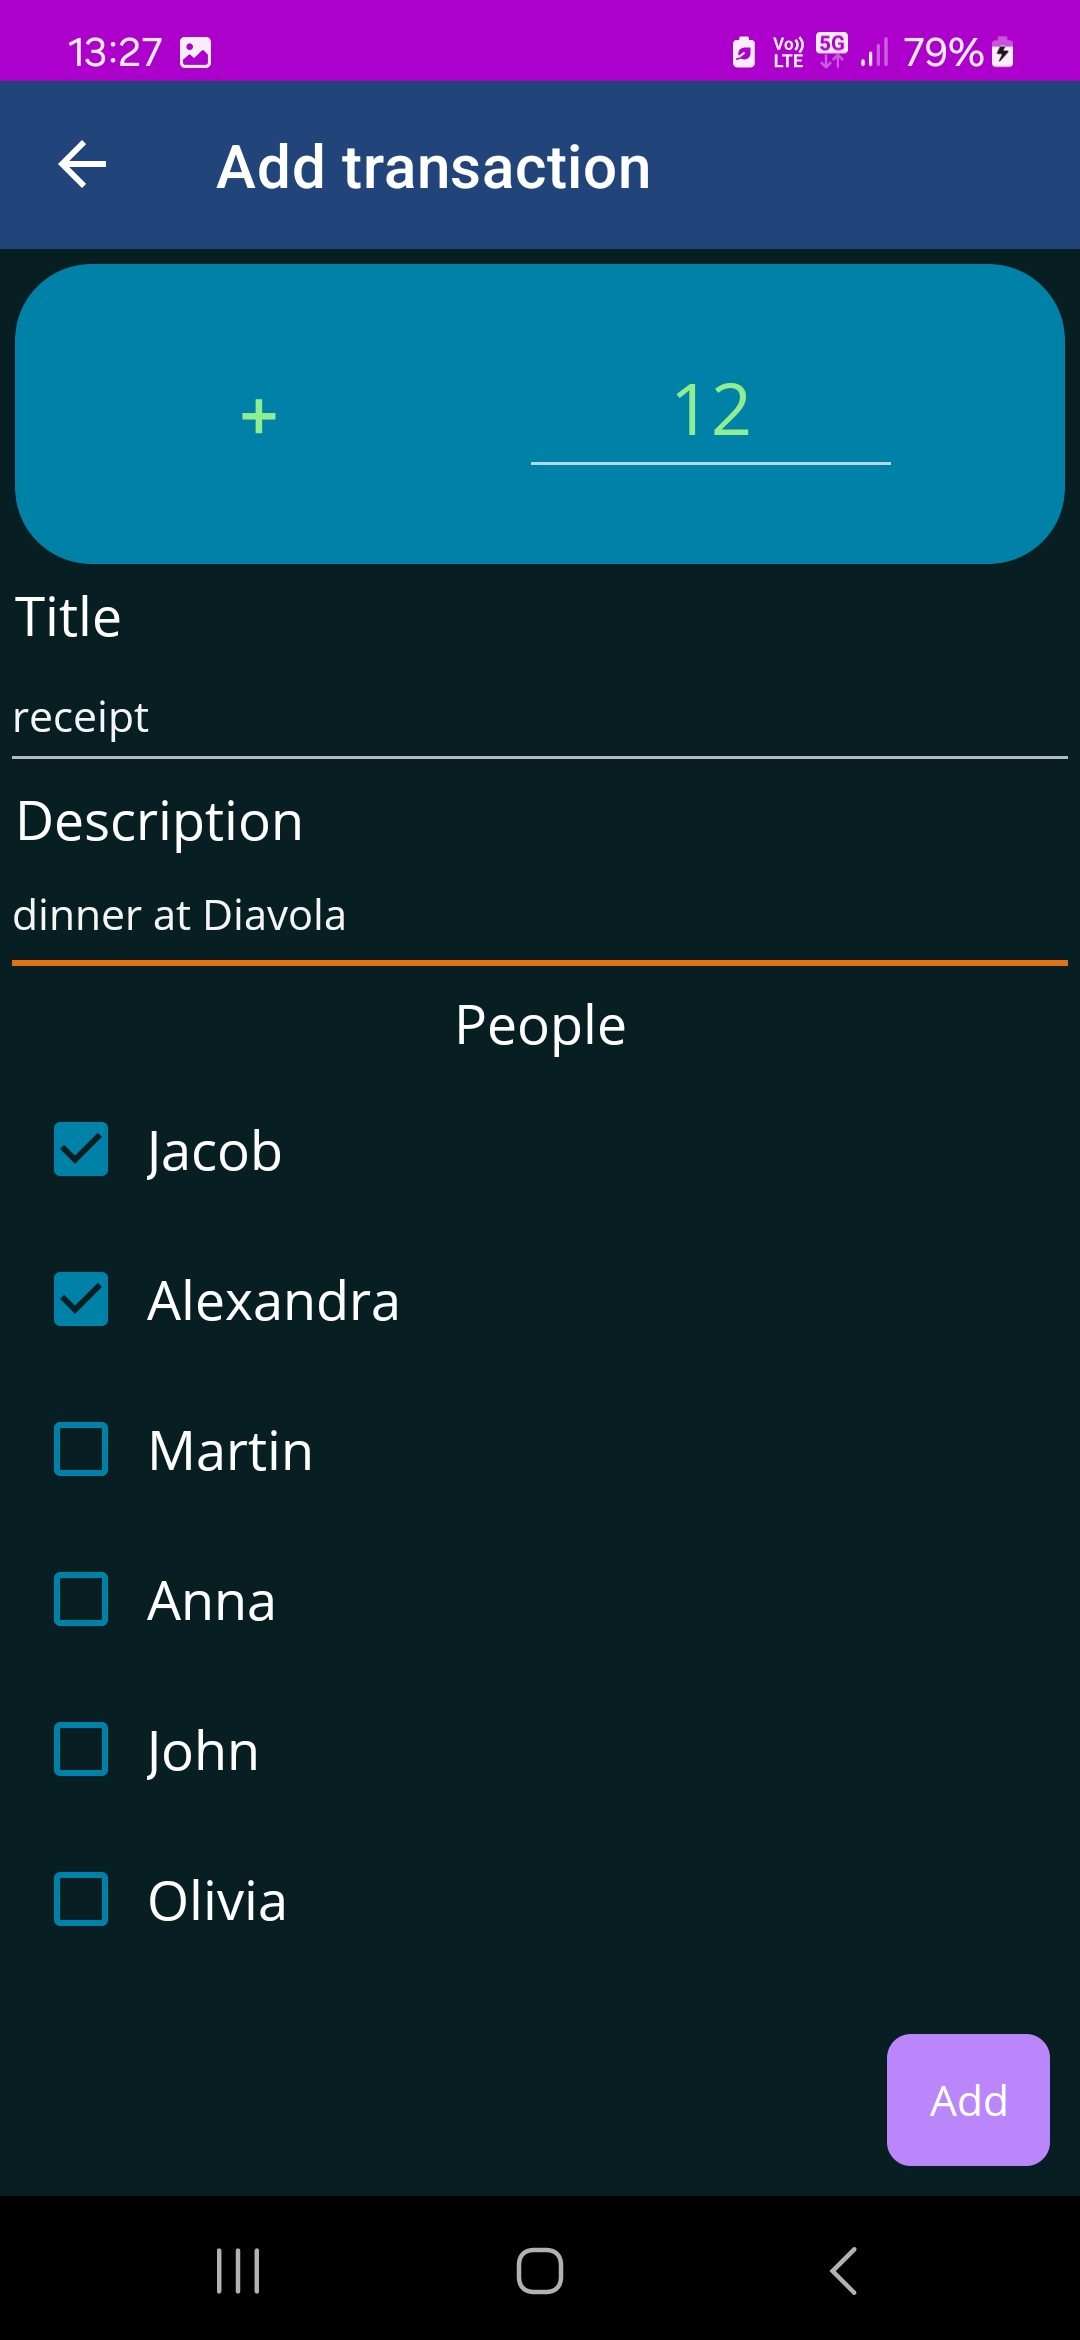 13:27 Vo)) LTE 5G 79%
Add transaction
+ 12
Title
receipt
Description
dinner at Diavola
People
Jacob
Alexandra
Martin
Anna
John
Olivia
Add